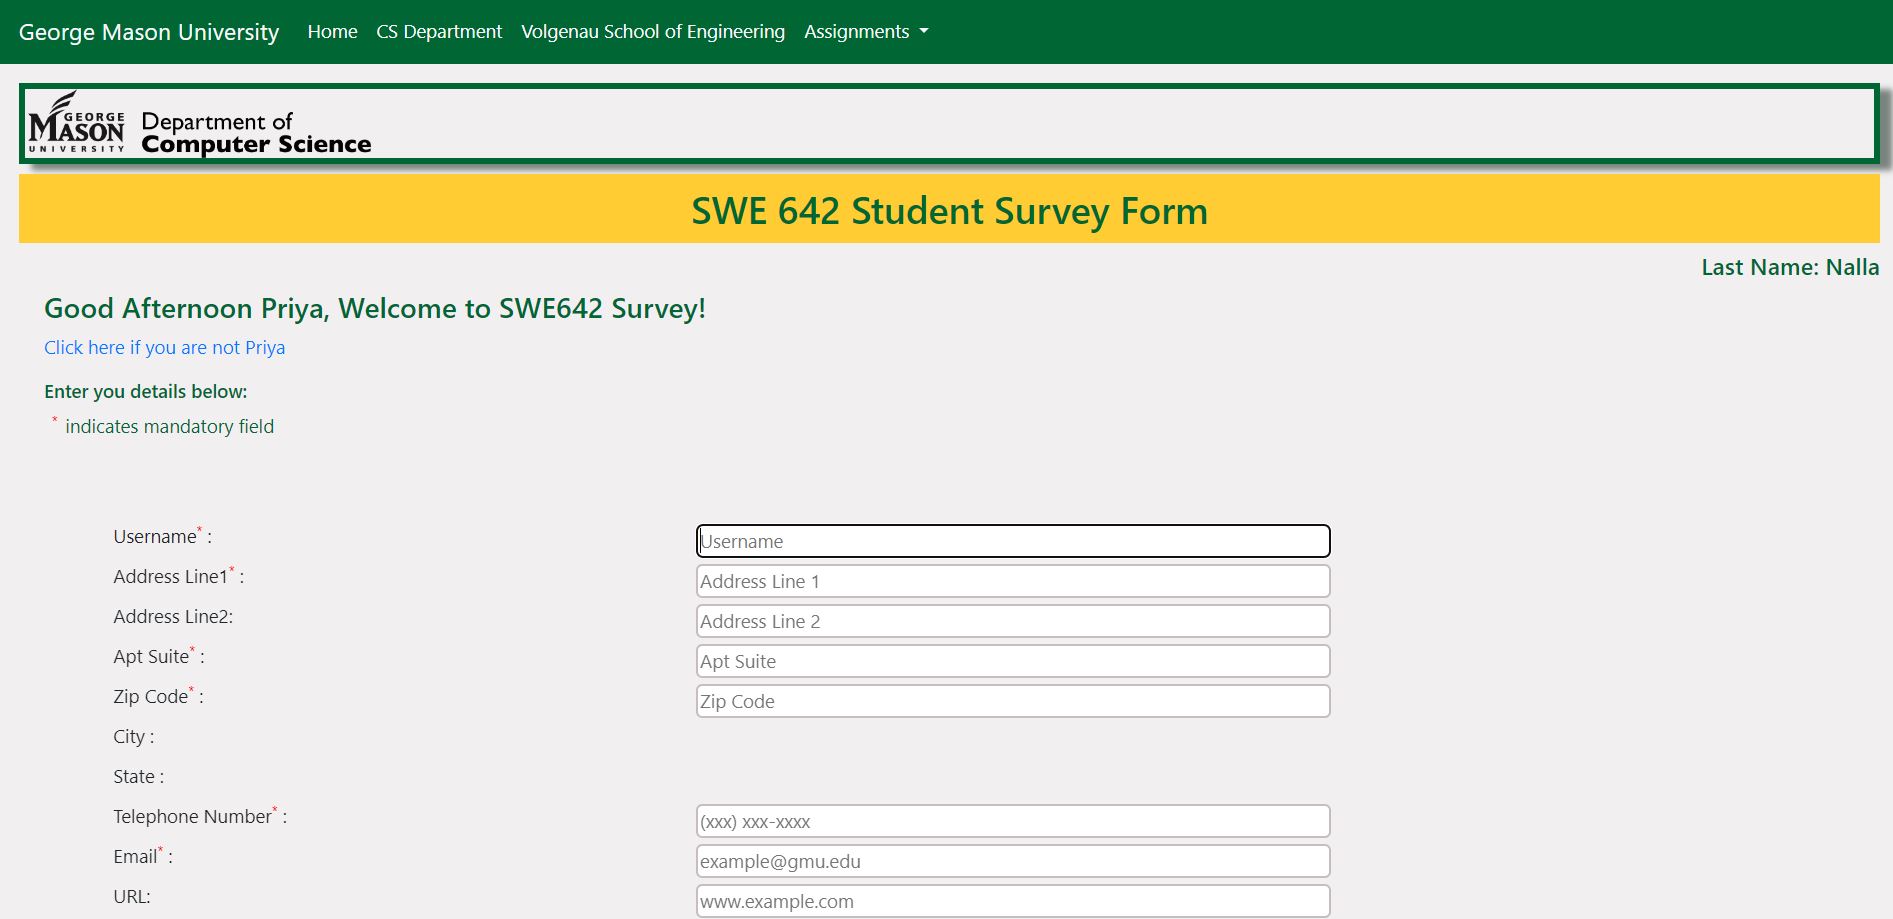 George Mason University Home CS Department Volgenau School of Engineering Assignments
GEORGE
MASON
UNIVERSITY
Department of
Computer Science
SWE 642 Student Survey Form
Last Name: Nalla
Good Afternoon Priya, Welcome to SWE642 Survey!
Click here if you are not Priya
Enter you details below:
* indicates mandatory field
Username* : Username
Address Line1* : Address Line 1
Address Line2: Address Line 2
Apt Suite* : Apt Suite
Zip Code* : Zip Code
City :
State :
Telephone Number* : (xxx) xxx-xxxx
Email* : example@gmu.edu
URL: www.example.com